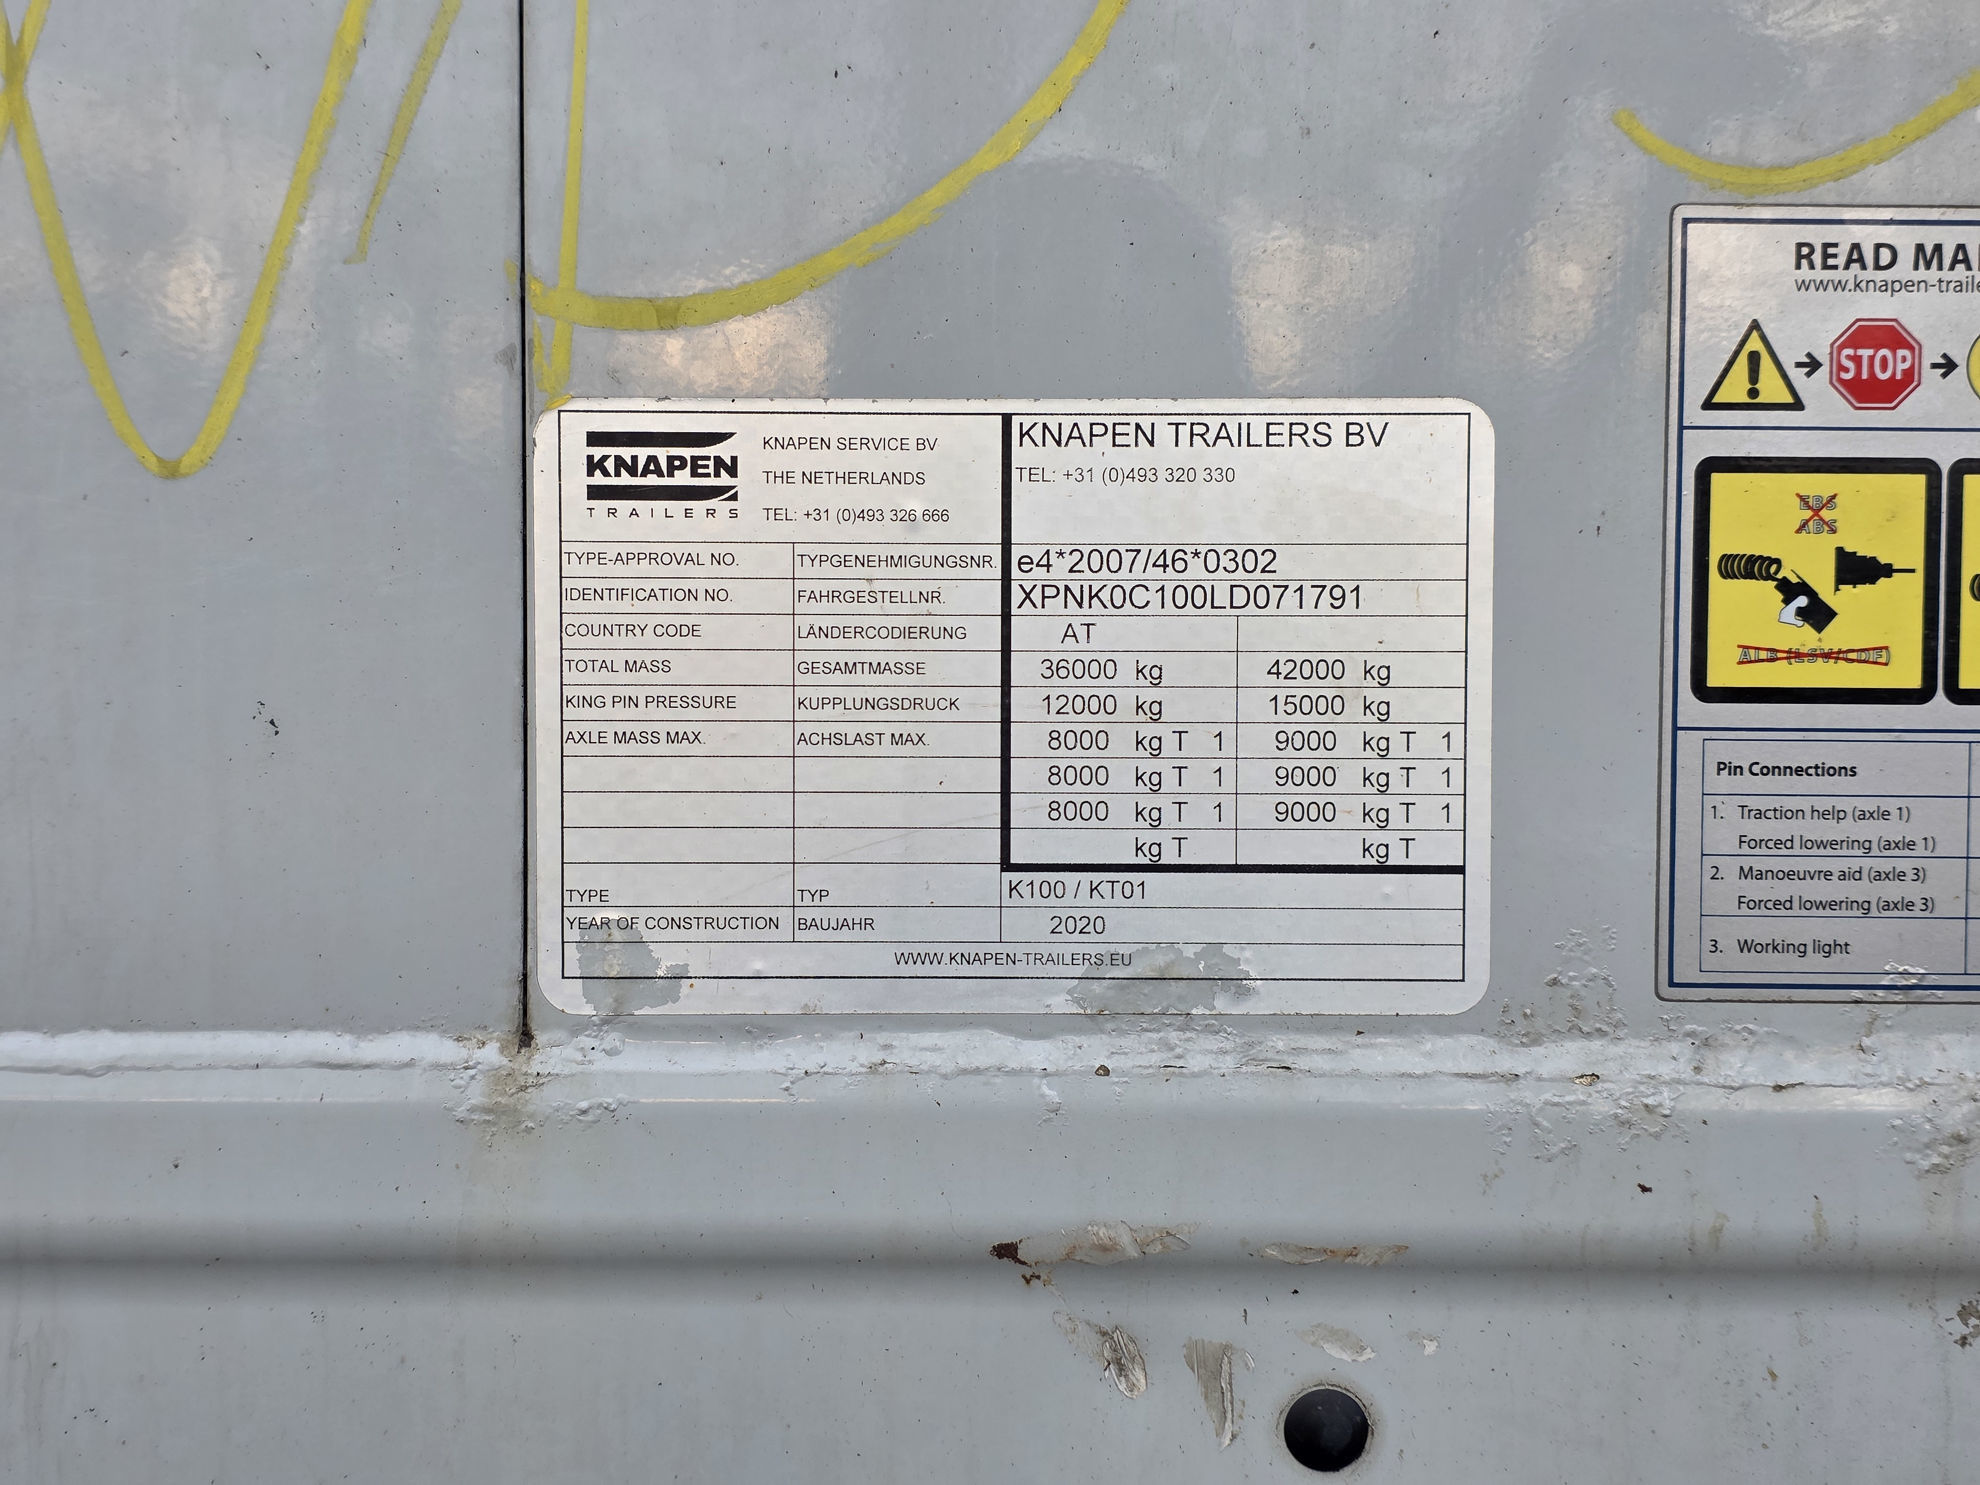 KNAPEN
TRAILERS
KNAPEN SERVICE BV
THE NETHERLANDS
TEL: +31 (0)493 326 666
KNAPEN TRAILERS BV
TEL: +31 (0)493 320 330
TYPE-APPROVAL NO. TYPGENEHMIGUNGSNR. e4*2007/46*0302
IDENTIFICATION NO. FAHRGESTELLNR. XPNK0C100LD071791
COUNTRY CODE LÄNDERCODIERUNG AT
TOTAL MASS GESAMTMASSE 36000 kg 42000 kg
KING PIN PRESSURE KUPPLUNGSDRUCK 12000 kg 15000 kg
AXLE MASS MAX. ACHSLAST MAX. 8000 kg T 1 9000 kg T 1
8000 kg T 1 9000 kg T 1
8000 kg T 1 9000 kg T 1
kg T kg T
TYPE TYP K100 / KT01
YEAR OF CONSTRUCTION BAUJAHR 2020
WWW.KNAPEN-TRAILERS.EU
READ MA
www.knapen-traile
STOP
EBS
ABS
ALB (LSV/CDF)
Pin Connections
1. Traction help (axle 1)
Forced lowering (axle 1)
2. Manoeuvre aid (axle 3)
Forced lowering (axle 3)
3. Working light